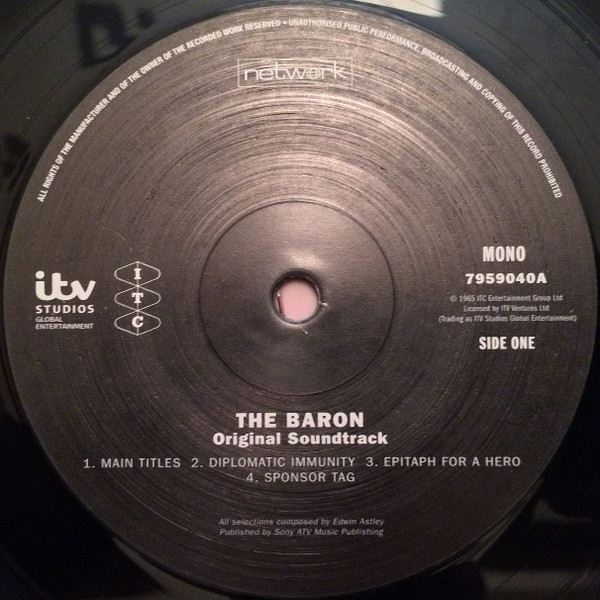 ALL RIGHTS OF THE MANUFACTURER AND OF THE OWNER OF THE RECORDED WORK RESERVED • UNAUTHORISED PUBLIC PERFORMANCE, BROADCASTING AND COPYING OF THIS RECORD PROHIBITED
network
itv
STUDIOS
GLOBAL
ENTERTAINMENT
I
T
C
MONO
7959040A
© 1965 ITC Entertainment Group Ltd
Licensed by ITV Ventures Ltd
(Trading as ITV Studios Global Entertainment)
SIDE ONE
THE BARON
Original Soundtrack
1. MAIN TITLES 2. DIPLOMATIC IMMUNITY 3. EPITAPH FOR A HERO
4. SPONSOR TAG
All selections composed by Edwin Astley
Published by Sony ATV Music Publishing